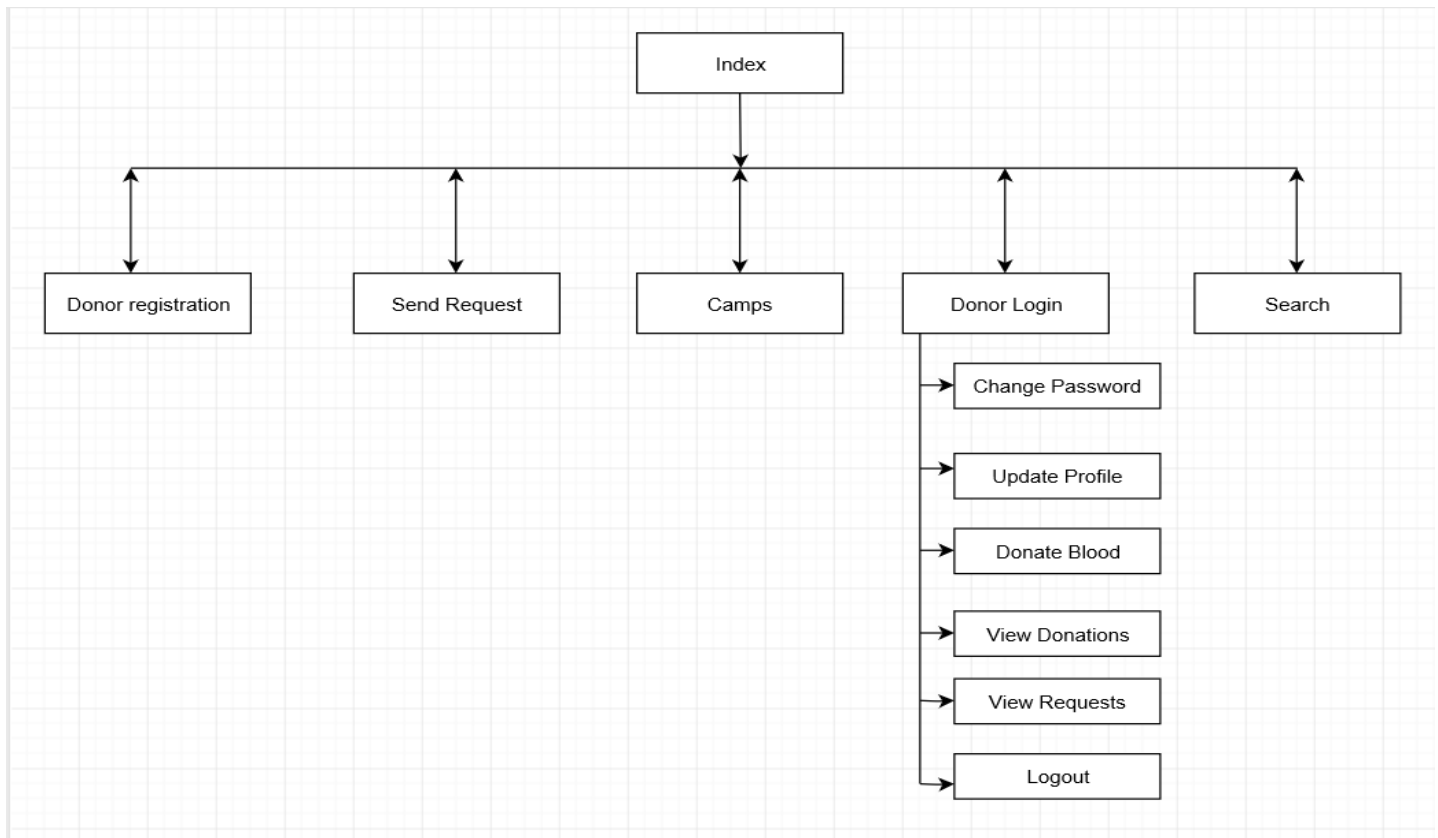 Index
Donor registration
Send Request
Camps
Donor Login
Search
Change Password
Update Profile
Donate Blood
View Donations
View Requests
Logout